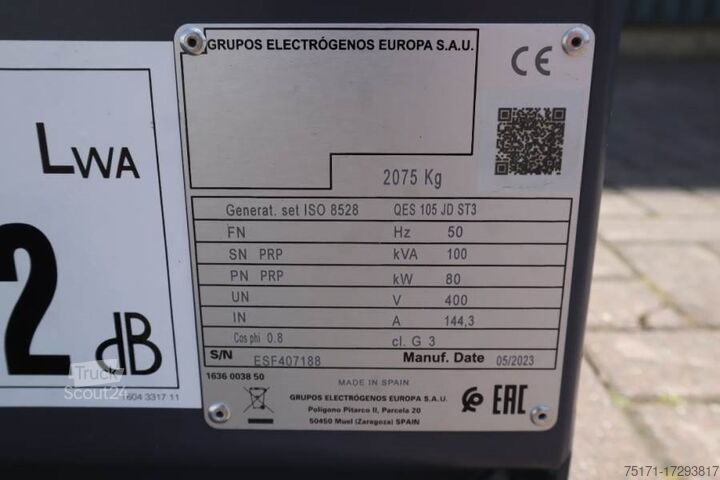 LWA
2
dB
1604 3317 11
GRUPOS ELECTRÓGENOS EUROPA S.A.U.
CE
2075 Kg
Generat. set ISO 8528 QES 105 JD ST3
FN Hz 50
SN PRP kVA 100
PN PRP kW 80
UN V 400
IN A 144,3
Cos phi 0.8 cl. G 3
S/N ESF407188 Manuf. Date 05/2023
1636 0038 50
MADE IN SPAIN
GRUPOS ELECTRÓGENOS EUROPA S.A.U.
Polígono Pitarco II, Parcela 20
50450 Muel (Zaragoza) SPAIN
EAC
Truck
Scout24
75171-17293817